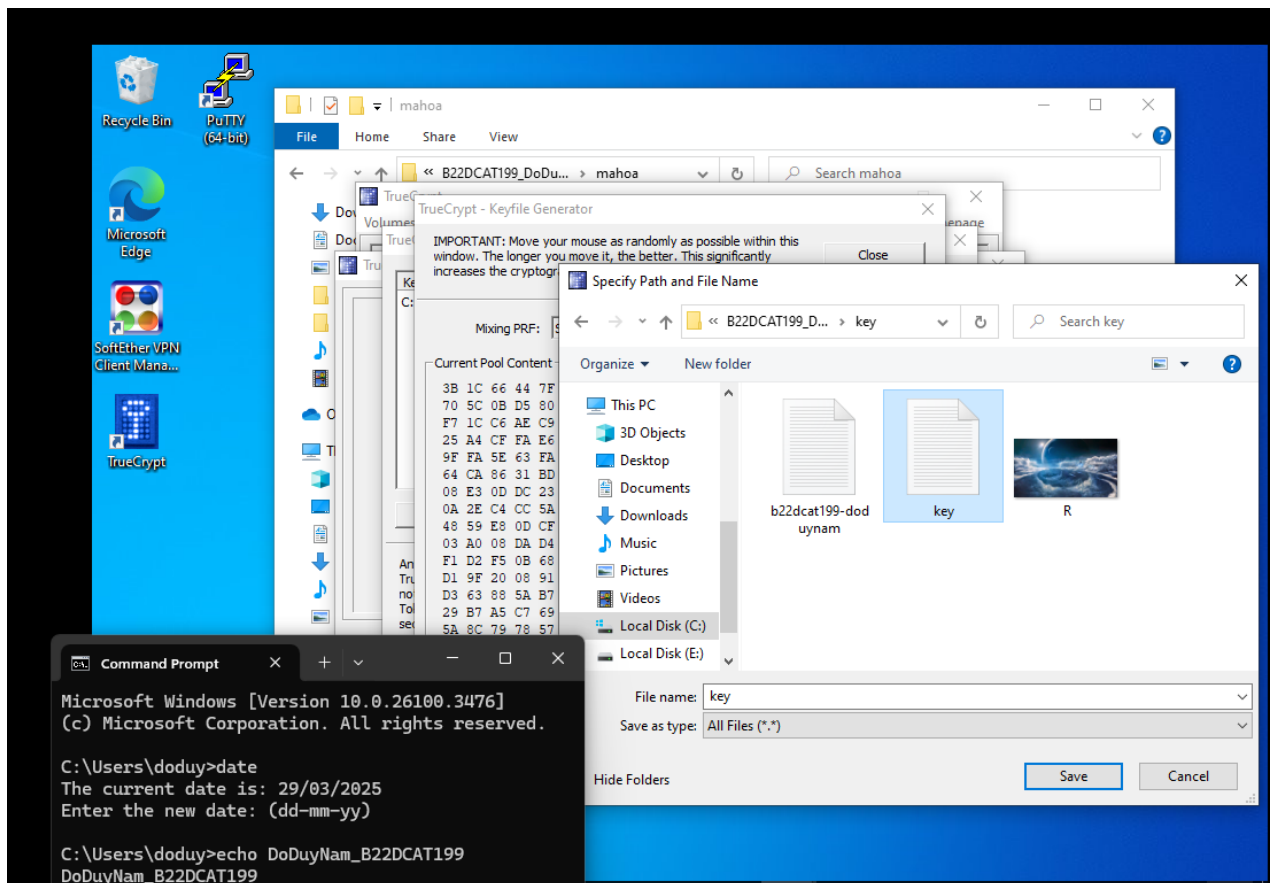 Recycle Bin
PuTTY
(64-bit)
Microsoft
Edge
SoftEther VPN
Client Mana...
TrueCrypt
mahoa
File Home Share View
« B22DCAT199_DoDu... › mahoa
Search mahoa
TrueCrypt - Keyfile Generator
IMPORTANT: Move your mouse as randomly as possible within this
window. The longer you move it, the better. This significantly
increases the cryptogra
Close
Mixing PRF:
Current Pool Content
3B 1C 66 44 7F
70 5C 0B D5 80
F7 1C C6 AE C9
25 A4 CF FA E6
9F FA 5E 63 FA
64 CA 86 31 BD
08 E3 0D DC 23
0A 2E C4 CC 5A
48 59 E8 0D CF
03 A0 08 DA D4
F1 D2 F5 0B 68
D1 9F 20 08 91
D3 63 88 5A B7
29 B7 A5 C7 69
5A 8C 79 78 57
Specify Path and File Name
« B22DCAT199_D... › key
Search key
Organize New folder
This PC
3D Objects
Desktop
Documents
Downloads
Music
Pictures
Videos
Local Disk (C:)
Local Disk (E:)
b22dcat199-dod
uynam
key
R
File name: key
Save as type: All Files (*.*)
Hide Folders
Save
Cancel
Command Prompt
Microsoft Windows [Version 10.0.26100.3476]
(c) Microsoft Corporation. All rights reserved.
C:\Users\doduy>date
The current date is: 29/03/2025
Enter the new date: (dd-mm-yy)
C:\Users\doduy>echo DoDuyNam_B22DCAT199
DoDuyNam_B22DCAT199